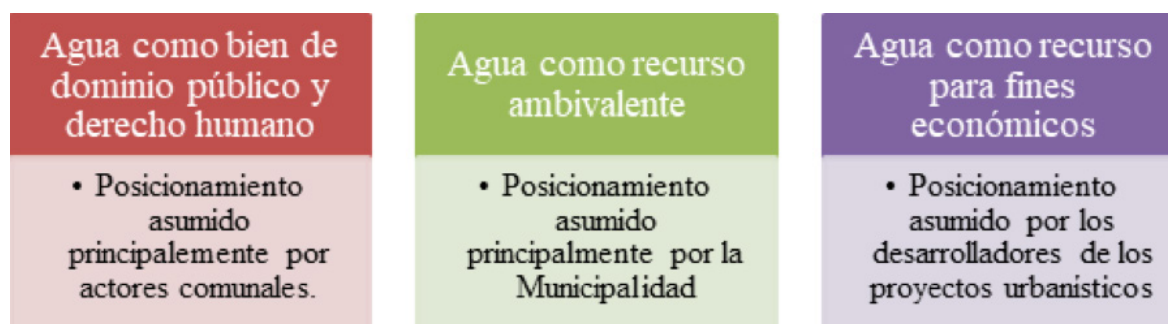 Agua como bien de
dominio público y
derecho humano
• Posicionamiento
asumido
principalemente por
actores comunales.
Agua como recurso
ambivalente
• Posicionamiento
asumido
principalmente por la
Municipalidad
Agua como recurso
para fines
económicos
• Posicionamiento
asumido por los
desarrolladores de los
proyectos urbanísticos